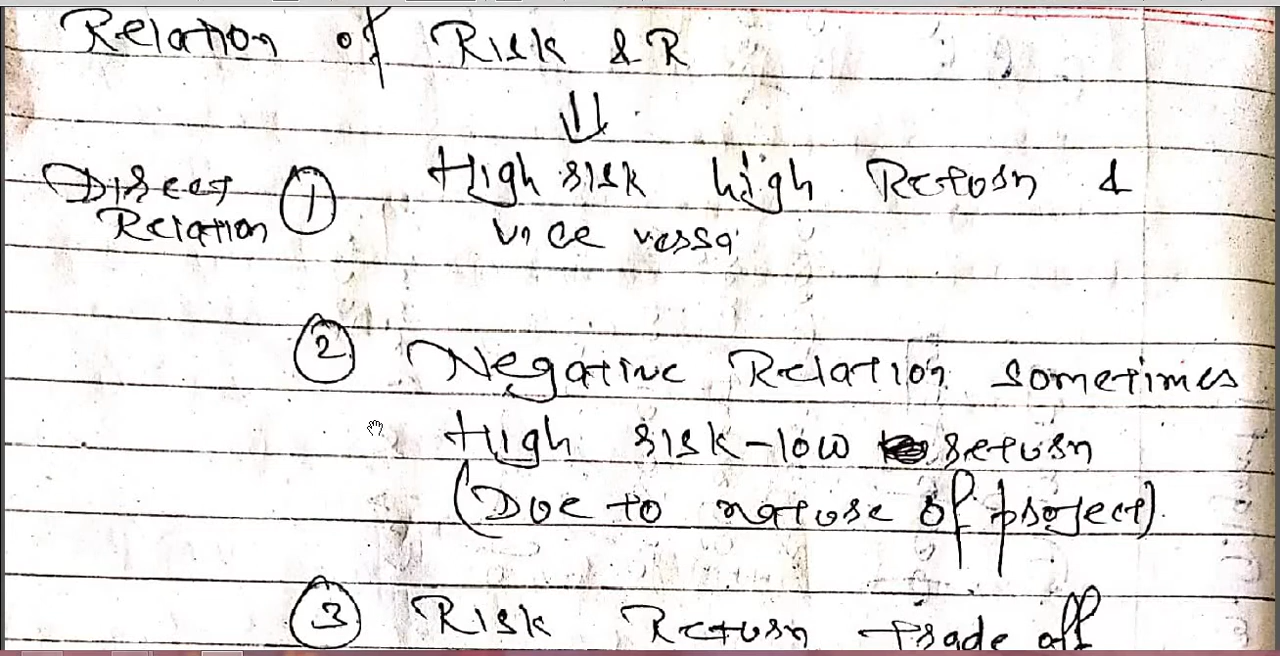 Relation of Risk & R
⇓
Direct ① High risk high Return &
Relation vice versa
② Negative Relation sometimes
High risk-low return
(Due to nature of project).
③ Risk Return trade off